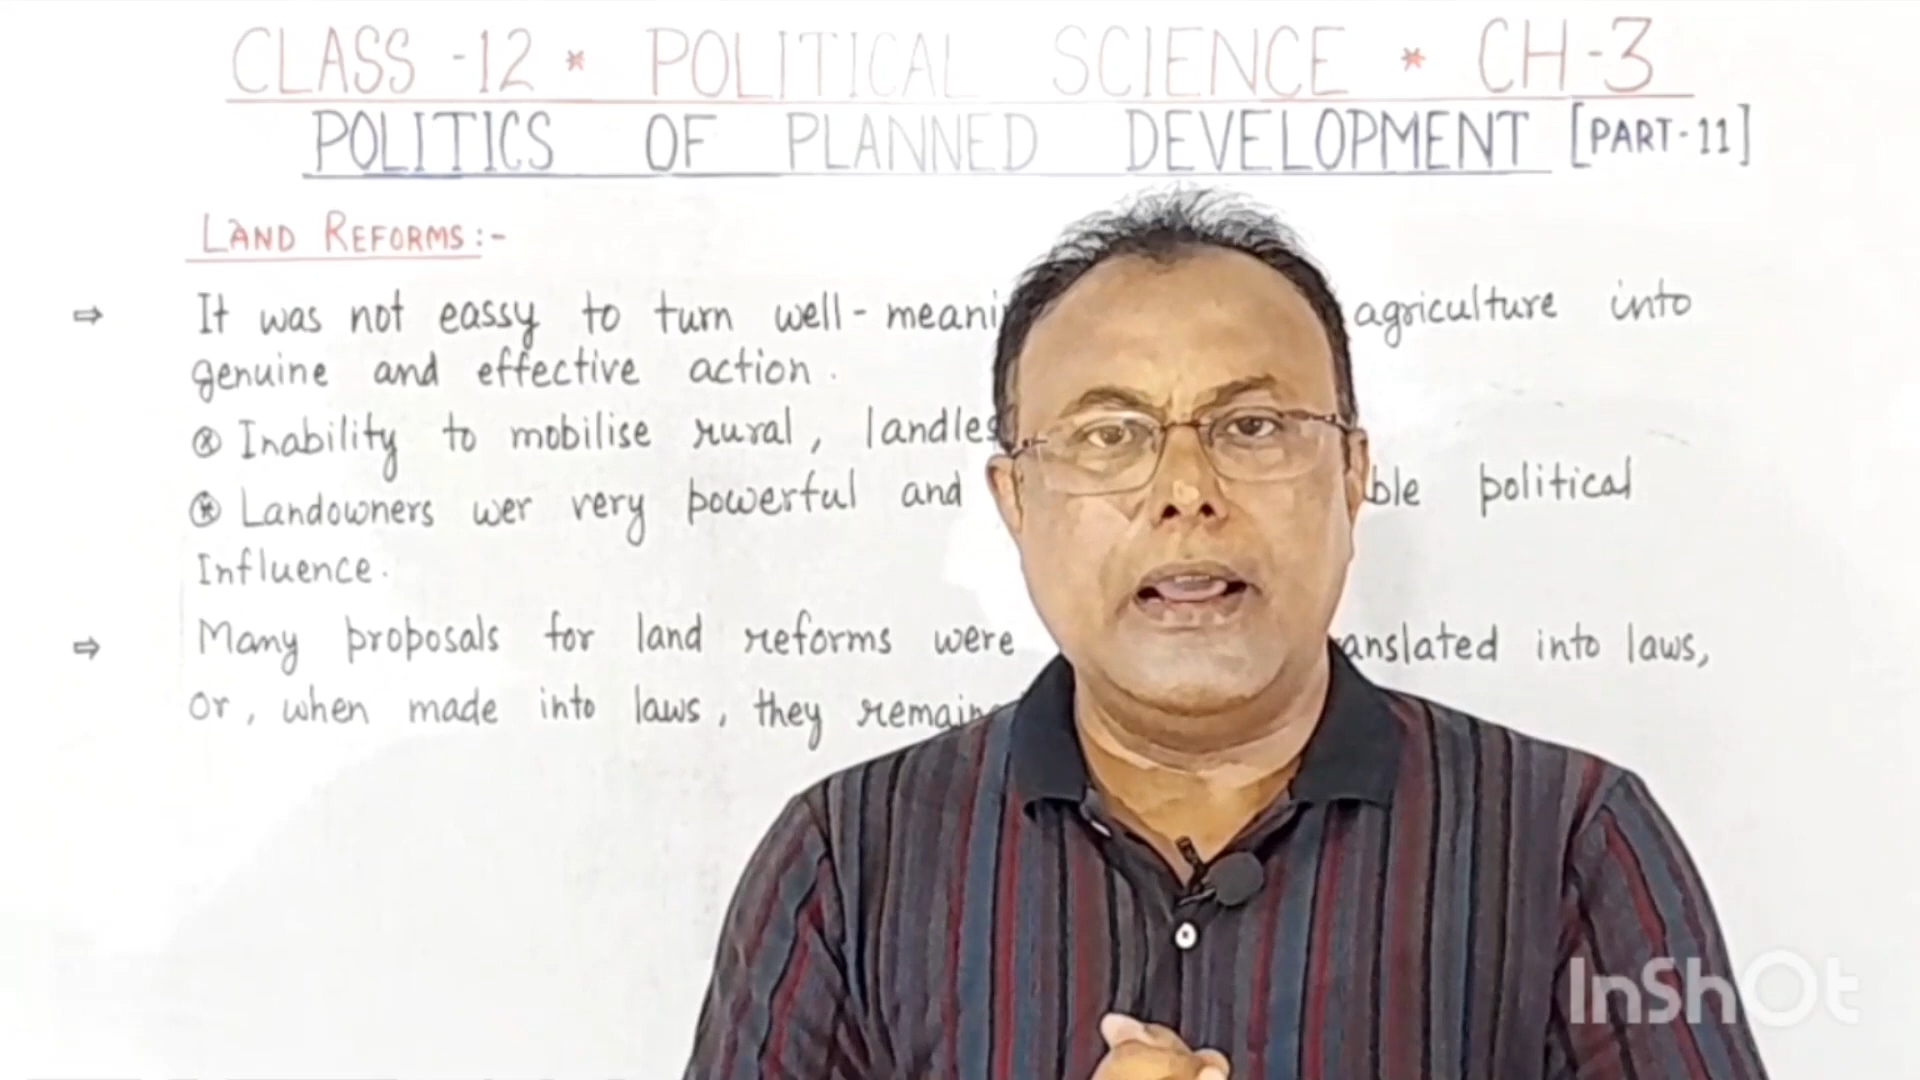 CLASS -12 * POLITICAL SCIENCE * CH-3
POLITICS OF PLANNED DEVELOPMENT [PART-11]
LAND REFORMS:-
⇨ It was not eassy to turn well-meani agriculture into
genuine and effective action.
Inability to mobilise rural, landles
Landowners wer very powerful and ble political
Influence.
⇨ Many proposals for land reforms were anslated into laws,
or, when made into laws, they remain
InShOt